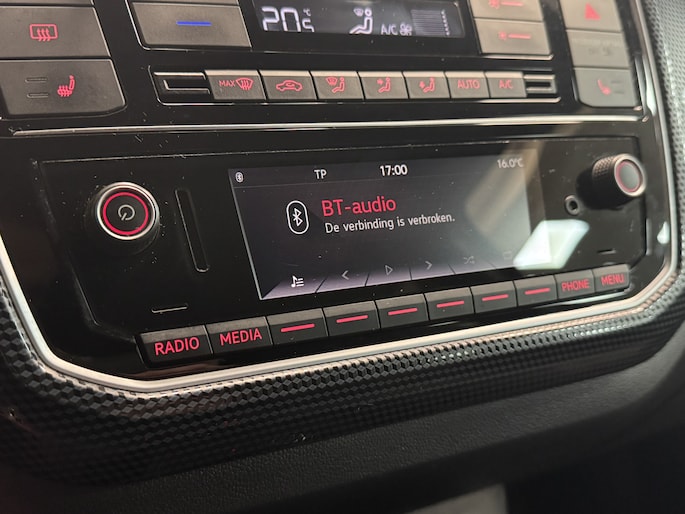 20.5
A/C
MAX
AUTO
A/C
TP
17:00
16.0°C
BT-audio
De verbinding is verbroken.
RADIO
MEDIA
PHONE
MENU